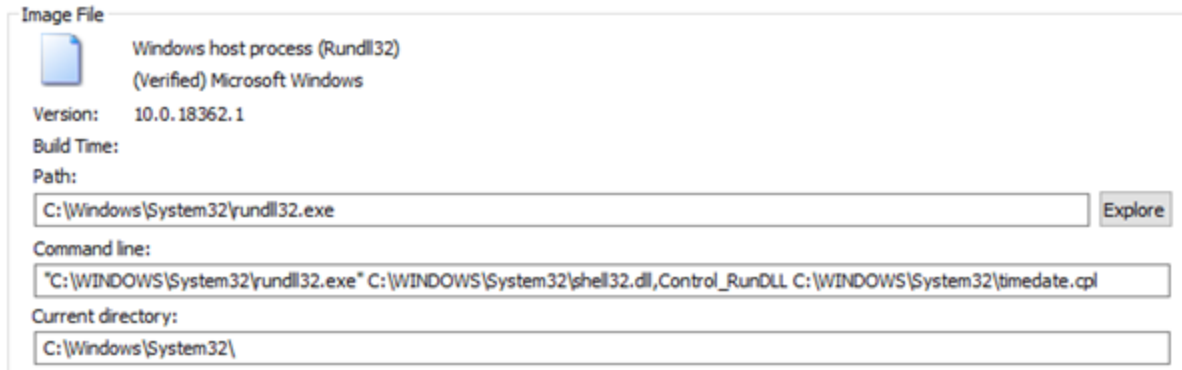 Image File
Windows host process (Rundll32)
(Verified) Microsoft Windows
Version: 10.0.18362.1
Build Time:
Path:
C:\Windows\System32\rundll32.exe Explore
Command line:
"C:\WINDOWS\System32\rundll32.exe" C:\WINDOWS\System32\shell32.dll,Control_RunDLL C:\WINDOWS\System32\timedate.cpl
Current directory:
C:\Windows\System32\